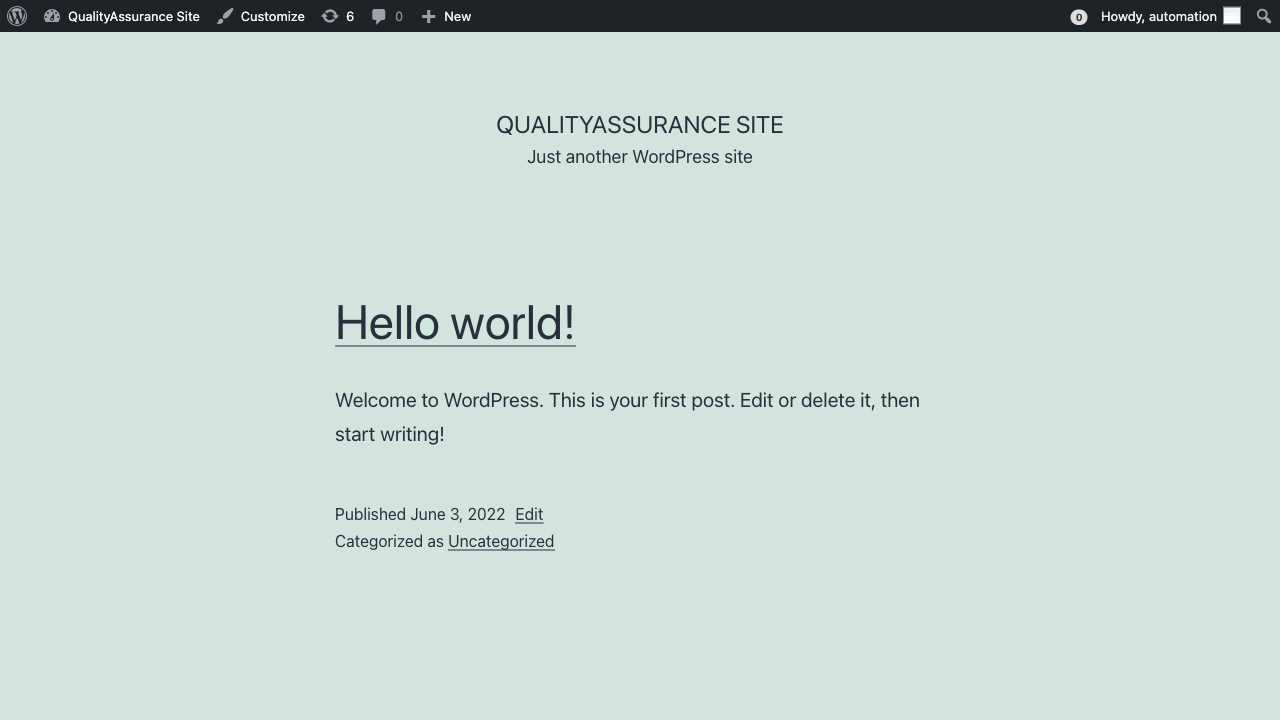 QualityAssurance Site Customize 6 0 New 0 Howdy, automation
QUALITYASSURANCE SITE
Just another WordPress site
Hello world!
Welcome to WordPress. This is your first post. Edit or delete it, then
start writing!
Published June 3, 2022 Edit
Categorized as Uncategorized